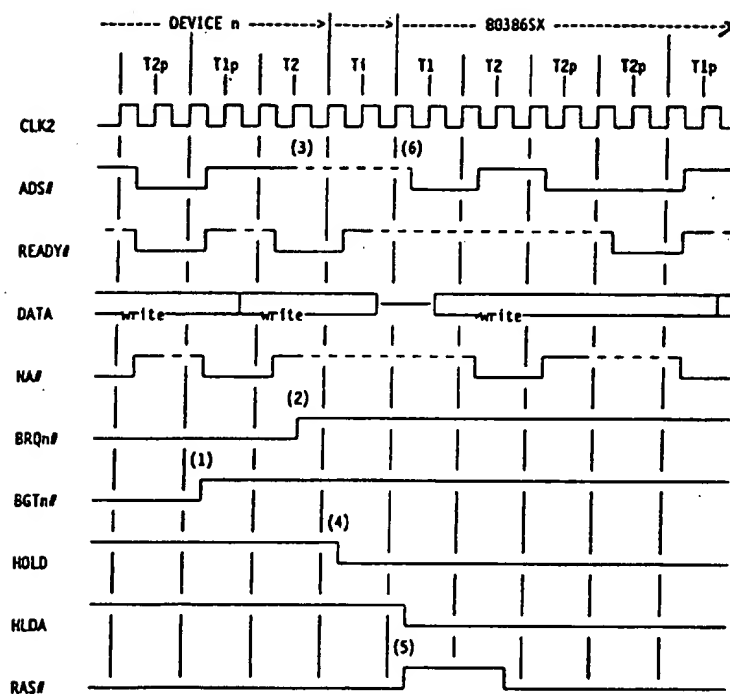 DEVICE n 80386SX
T2p T1p T2 Ti T1 T2 T2p T2p T1p
CLK2
(3) (6)
ADS#
READY#
DATA write write write
NA#
(2)
BRQn#
(1)
BGTn#
(4)
HOLD
HLDA
(5)
RAS#